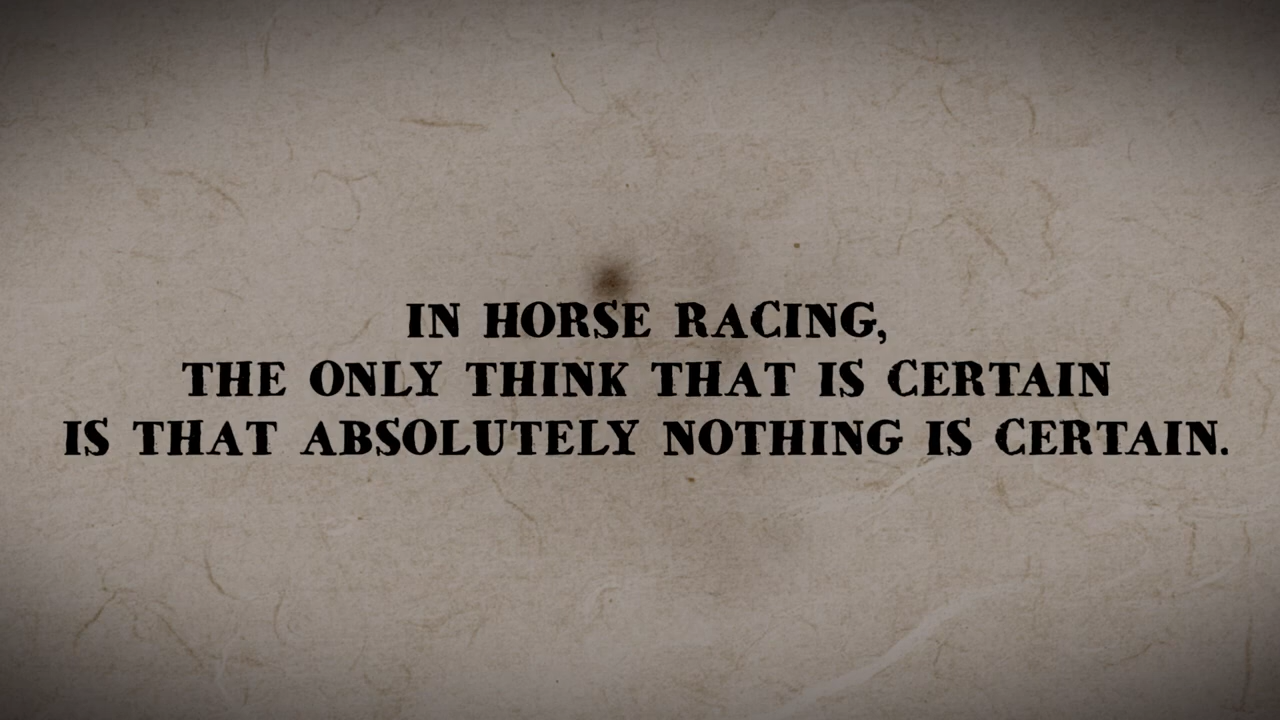 IN HORSE RACING,
THE ONLY THINK THAT IS CERTAIN
IS THAT ABSOLUTELY NOTHING IS CERTAIN.